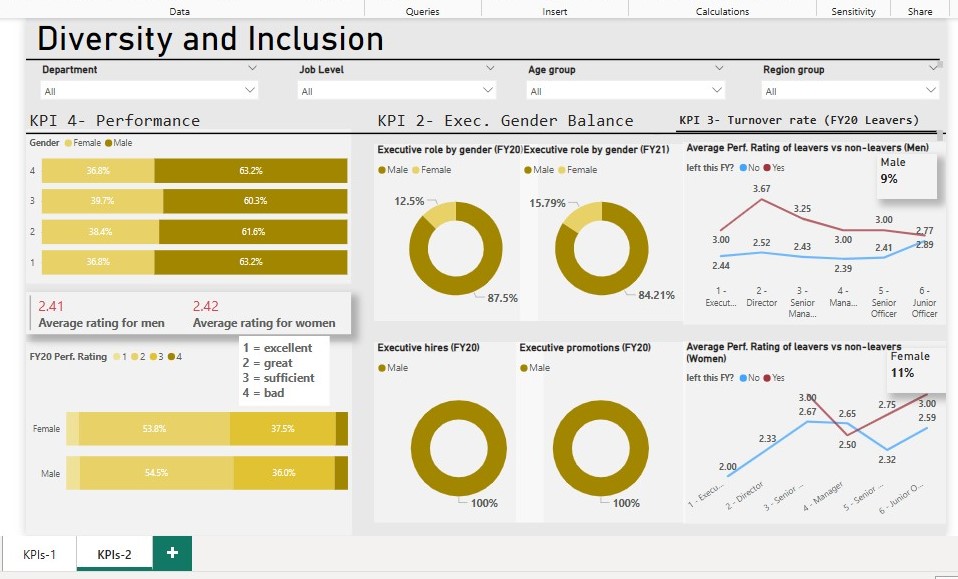 Data Queries Insert Calculations Sensitivity Share
Diversity and Inclusion
Department Job Level Age group Region group
All All All All
KPI 4- Performance
Gender Female Male
4 36.8% 63.2%
3 39.7% 60.3%
2 38.4% 61.6%
1 36.8% 63.2%
2.41 2.42
Average rating for men Average rating for women
1 = excellent
2 = great
3 = sufficient
4 = bad
FY20 Perf. Rating 1 2 3 4
Female 53.8% 37.5%
Male 54.5% 36.0%
KPI 2- Exec. Gender Balance
Executive role by gender (FY20)
Male Female
12.5%
87.5%
Executive role by gender (FY21)
Male Female
15.79%
84.21%
Executive hires (FY20)
Male
100%
Executive promotions (FY20)
Male
100%
KPI 3- Turnover rate (FY20 Leavers)
Average Perf. Rating of leavers vs non-leavers (Men)
left this FY? No Yes
Male
9%
3.00 3.67 3.25 3.00 3.00 2.77
2.44 2.52 2.43 2.39 2.41 2.89
1 - Execut...
2 - Director
3 - Senior Mana...
4 - Mana...
5 - Senior Officer
6 - Junior Officer
Average Perf. Rating of leavers vs non-leavers (Women)
left this FY? No Yes
Female
11%
3.00 2.50 2.75 3.00
2.00 2.33 2.67 2.65 2.32 2.59
1 - Execu...
2 - Director
3 - Senior ...
4 - Manager
5 - Senior ...
6 - Junior O...
KPIs-1 KPIs-2 +